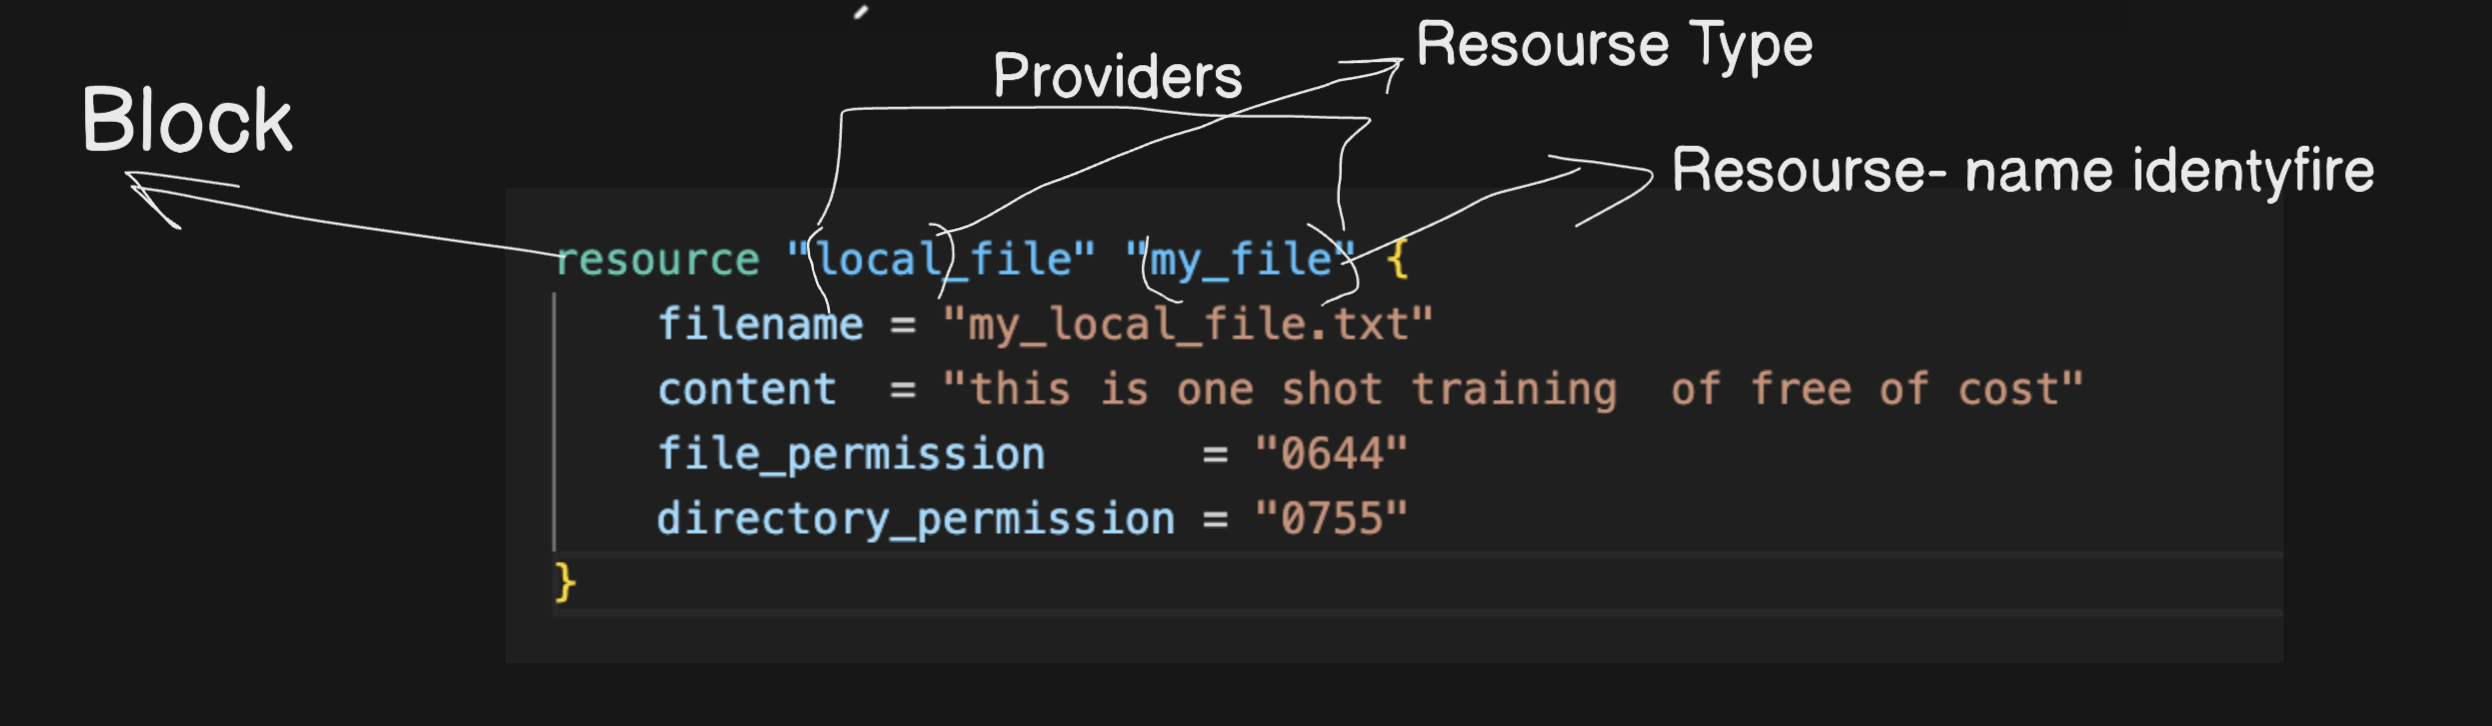 Resourse Type
Providers
Block
Resourse- name identyfire
resource "local_file" "my_file" {
filename = "my_local_file.txt"
content  = "this is one shot training  of free of cost"
file_permission      = "0644"
directory_permission = "0755"
}